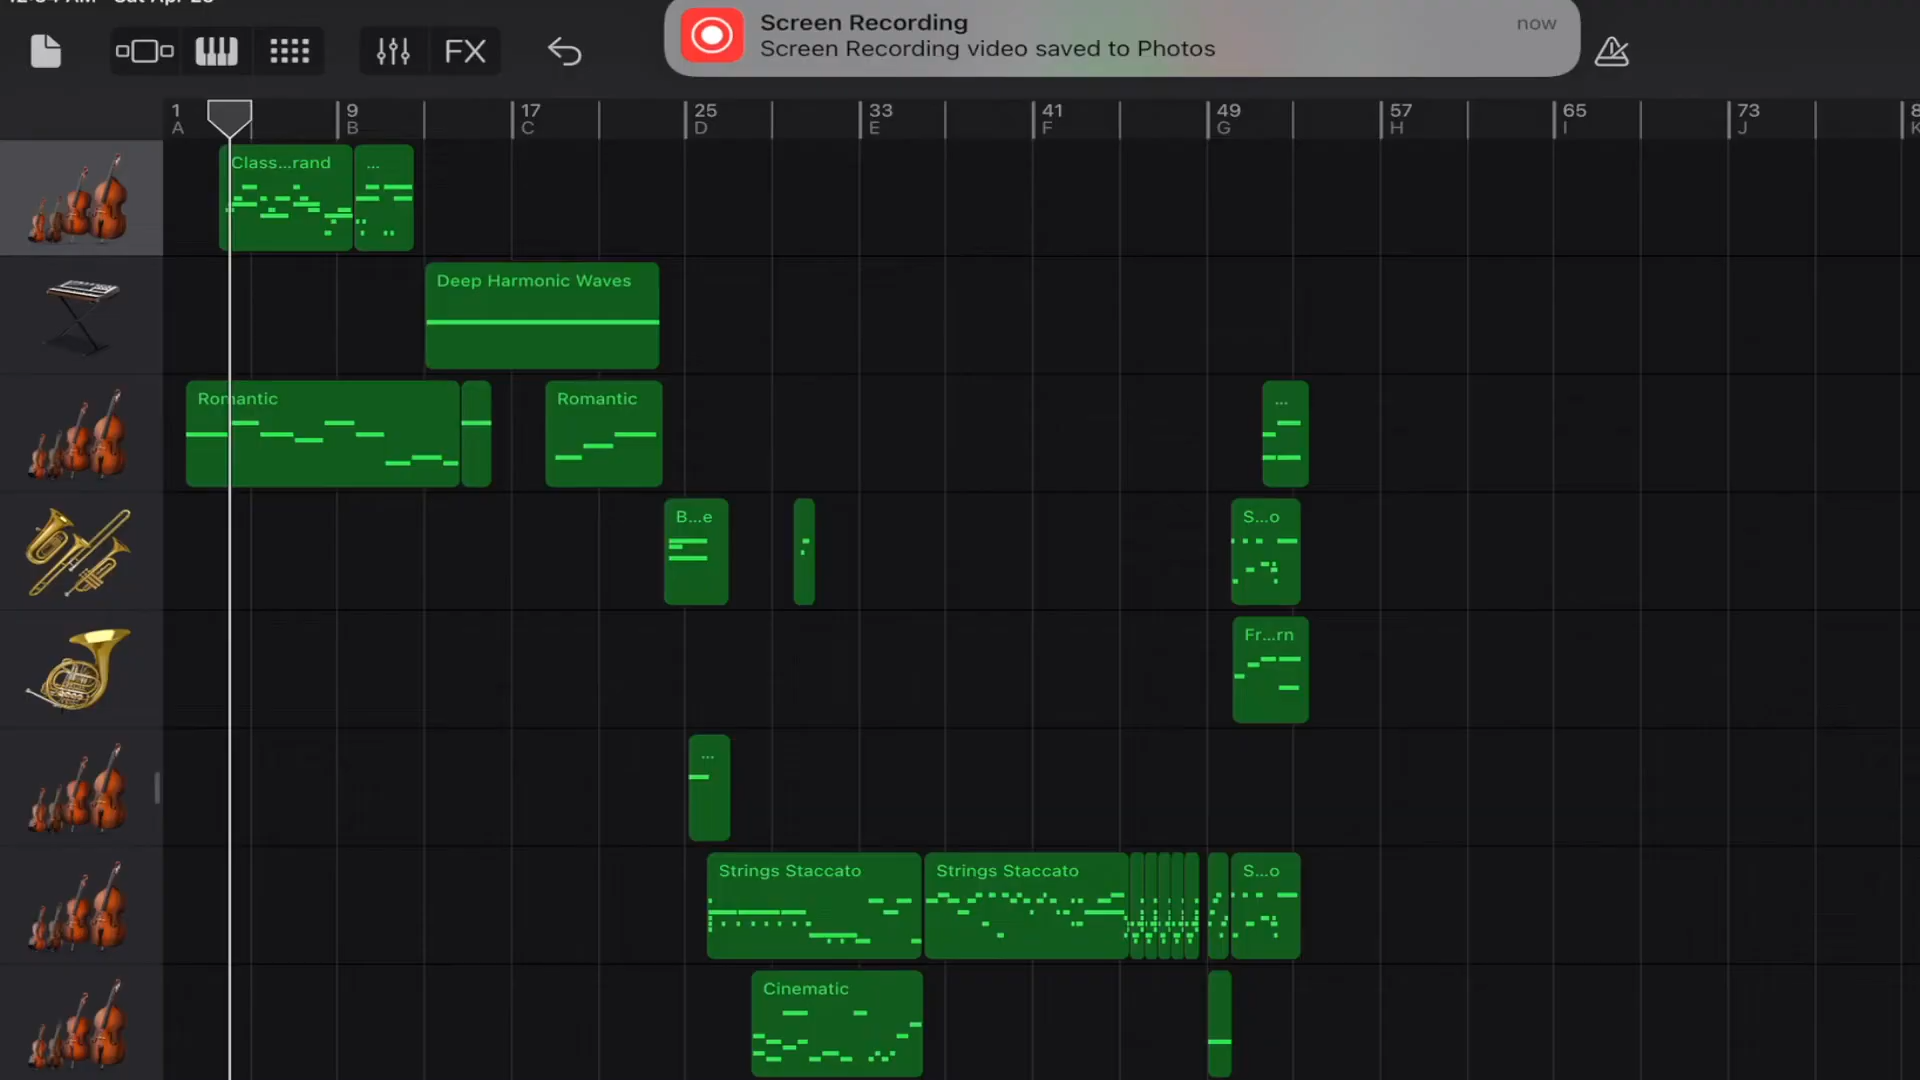 Screen Recording
now
Screen Recording video saved to Photos
FX
1 9 17 25 33 41 49 57 65 73
A B C D E F G H I J K
Class...rand
...
Deep Harmonic Waves
Romantic
Romantic
...
B...e
S...o
Fr...rn
...
Strings Staccato
Strings Staccato
S...o
Cinematic